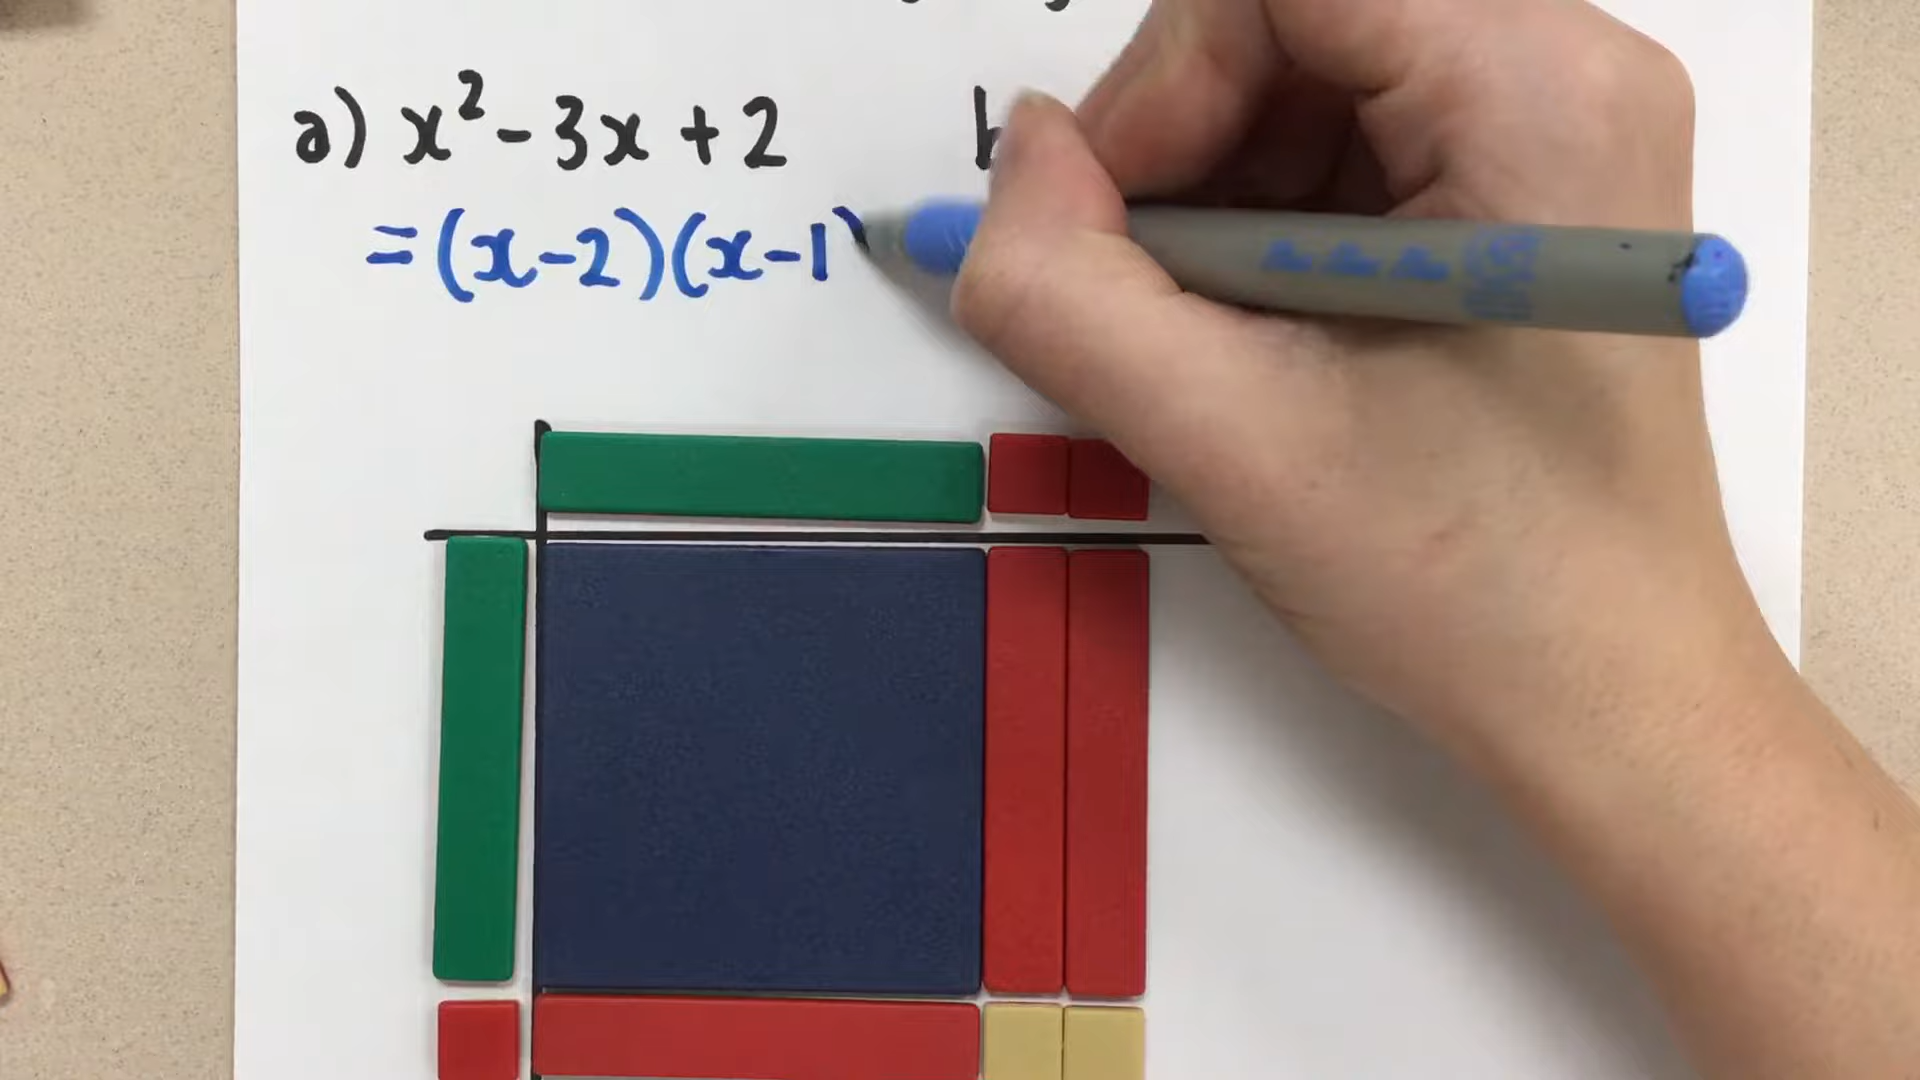 a) x² - 3x + 2
= (x-2)(x-1)